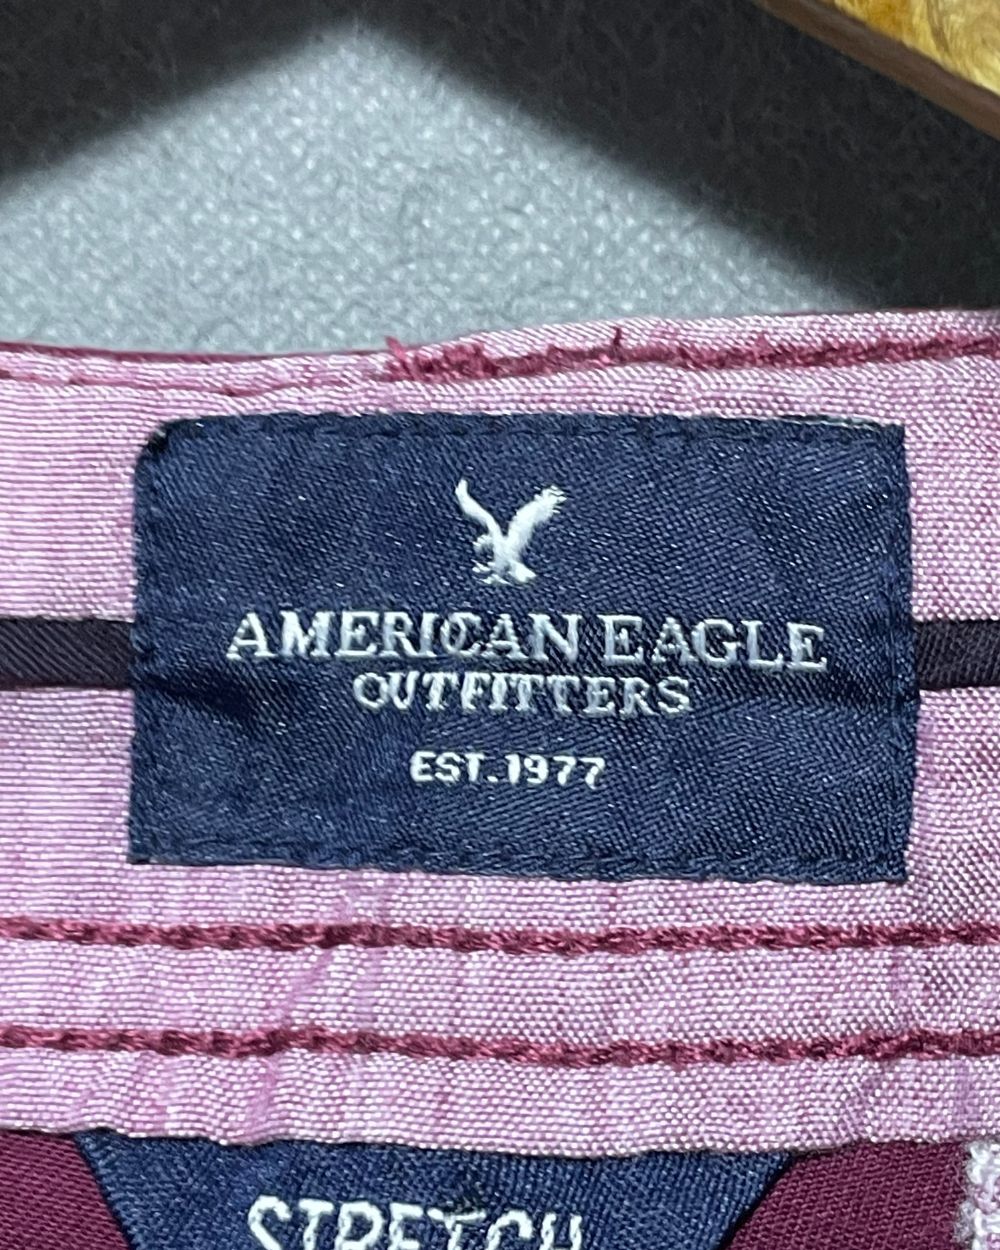 AMERICAN EAGLE
OUTFITTERS
EST. 1977
STRETCH